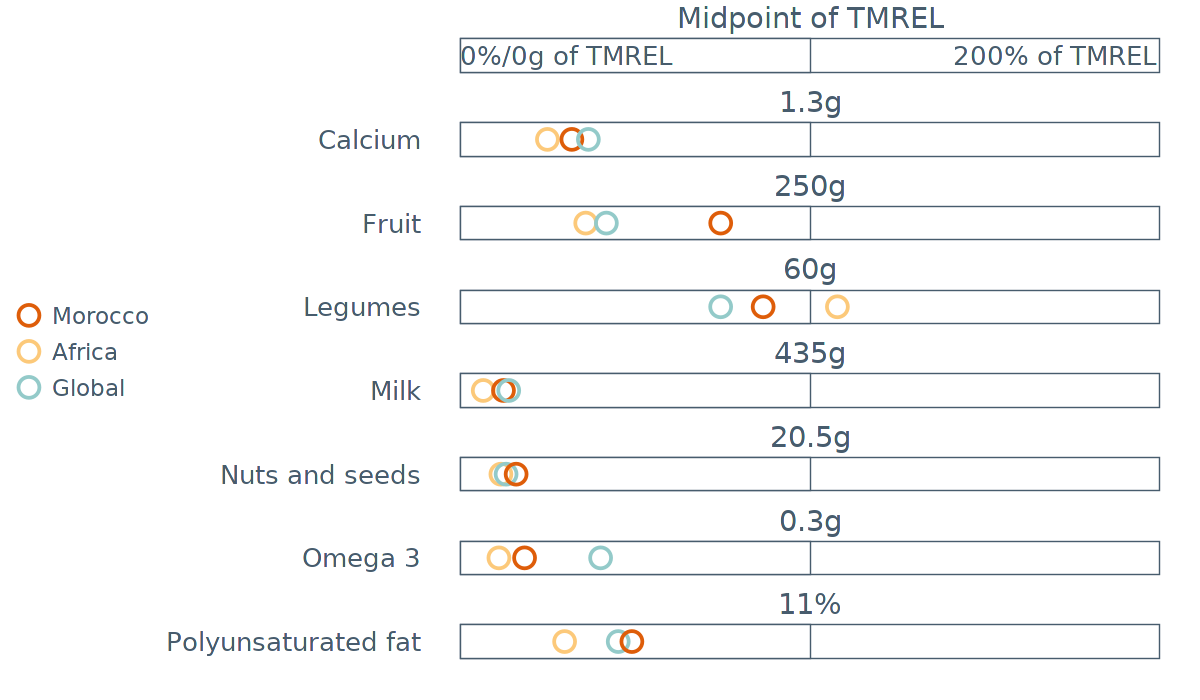 Midpoint of TMREL
0%/0g of TMREL 200% of TMREL
1.3g
Calcium
250g
Fruit
60g
Legumes
435g
Milk
20.5g
Nuts and seeds
0.3g
Omega 3
11%
Polyunsaturated fat
Morocco
Africa
Global